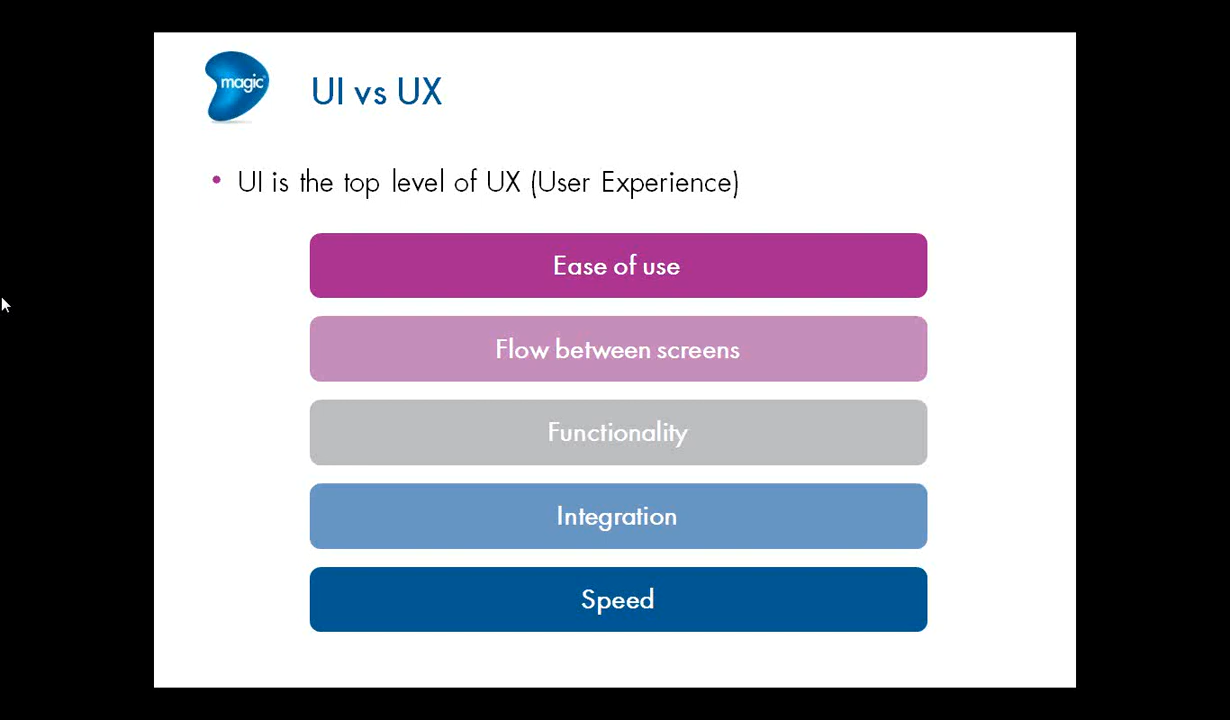 magic
UI vs UX
• UI is the top level of UX (User Experience)
Ease of use
Flow between screens
Functionality
Integration
Speed